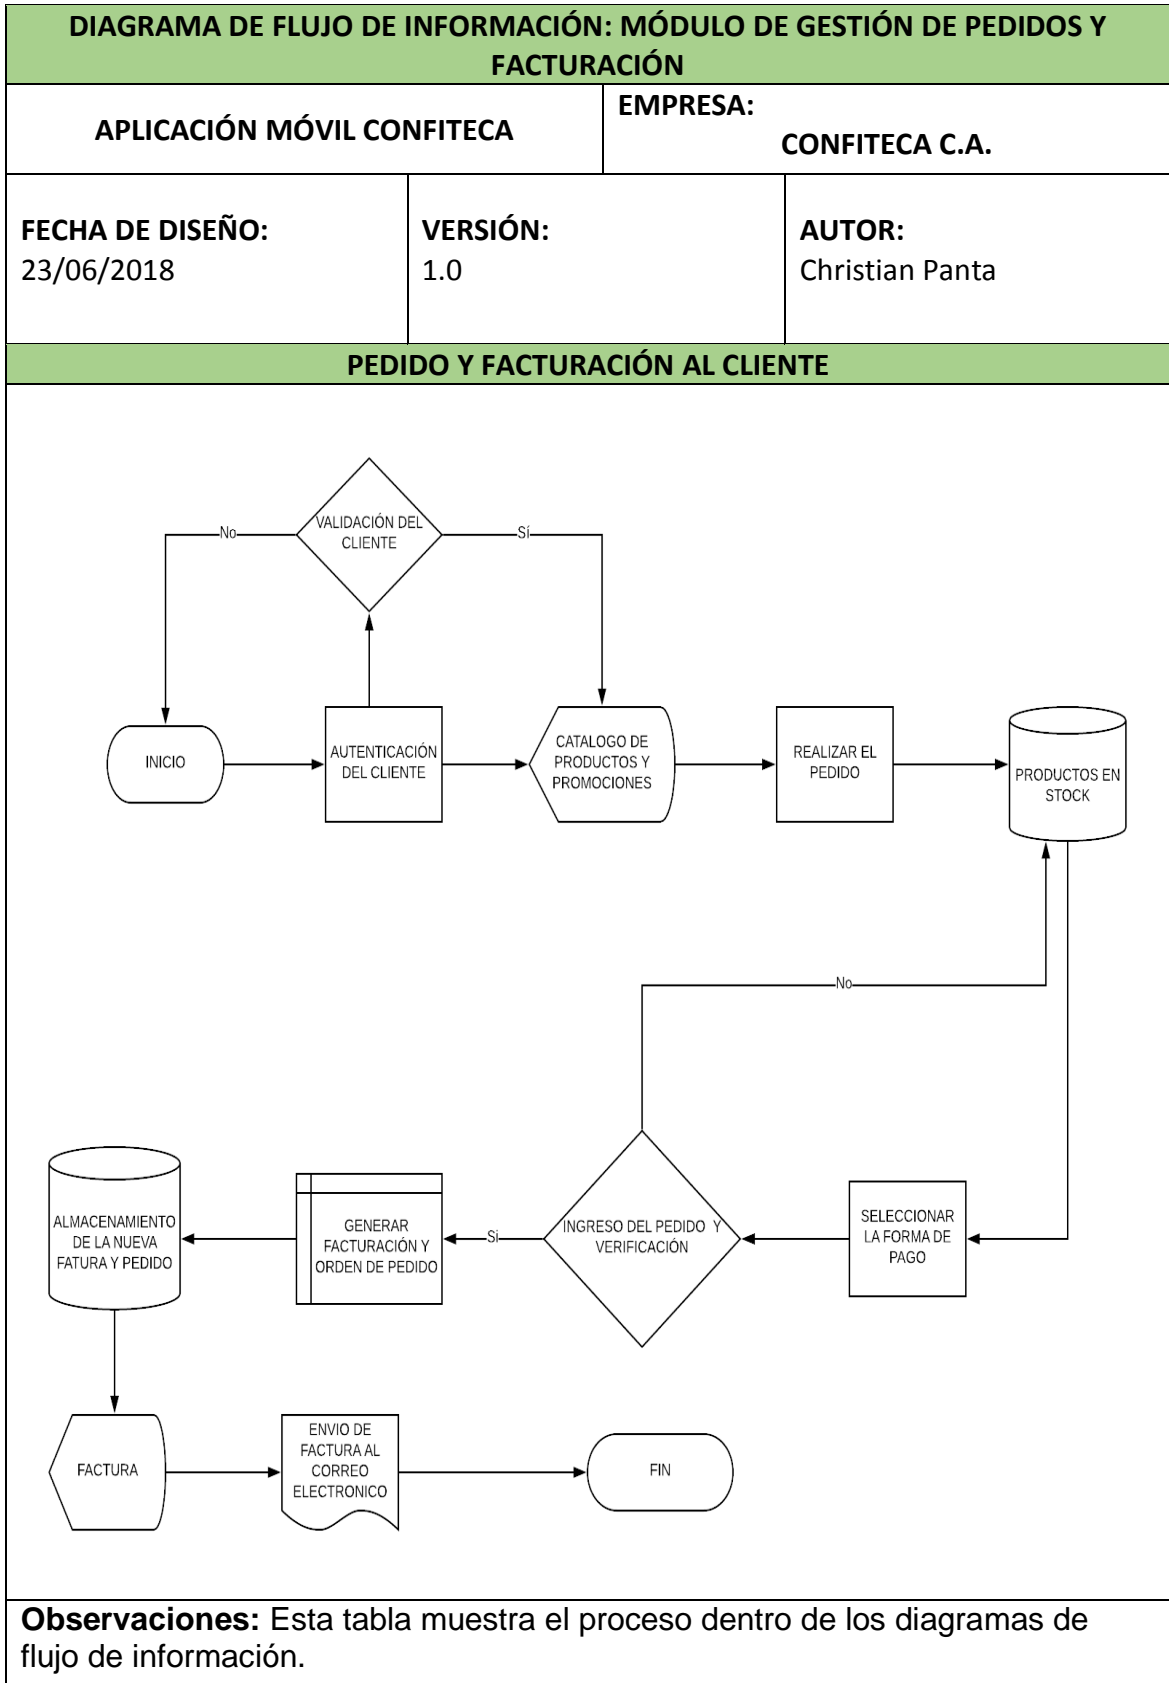 DIAGRAMA DE FLUJO DE INFORMACIÓN: MÓDULO DE GESTIÓN DE PEDIDOS Y
FACTURACIÓN
APLICACIÓN MÓVIL CONFITECA
EMPRESA:
CONFITECA C.A.
FECHA DE DISEÑO:
23/06/2018
VERSIÓN:
1.0
AUTOR:
Christian Panta
PEDIDO Y FACTURACIÓN AL CLIENTE
VALIDACIÓN DEL
CLIENTE
No
Sí
INICIO
AUTENTICACIÓN
DEL CLIENTE
CATALOGO DE
PRODUCTOS Y
PROMOCIONES
REALIZAR EL
PEDIDO
PRODUCTOS EN
STOCK
No
SELECCIONAR
LA FORMA DE
PAGO
INGRESO DEL PEDIDO Y
VERIFICACIÓN
Si
GENERAR
FACTURACIÓN Y
ORDEN DE PEDIDO
ALMACENAMIENTO
DE LA NUEVA
FATURA Y PEDIDO
FACTURA
ENVIO DE
FACTURA AL
CORREO
ELECTRONICO
FIN
Observaciones: Esta tabla muestra el proceso dentro de los diagramas de
flujo de información.